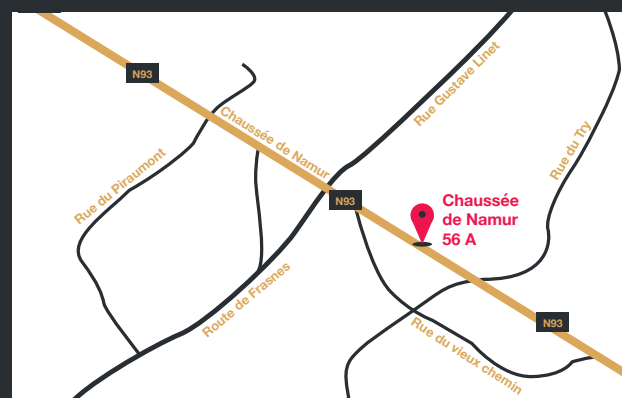 N93
Rue Gustave Linet
Chaussée de Namur
Rue du Try
Rue du Piraumont
N93
Chaussée
de Namur
56 A
Route de Frasnes
N93
Rue du vieux chemin